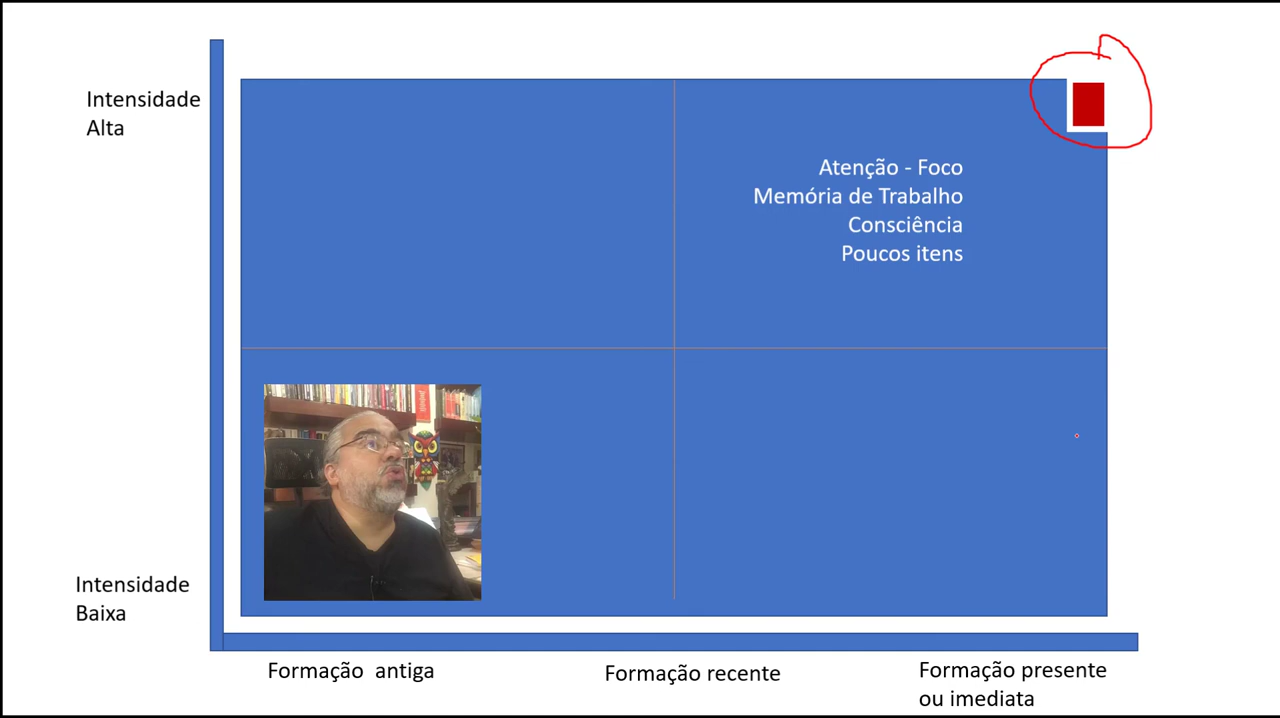 Intensidade
Alta
Atenção - Foco
Memória de Trabalho
Consciência
Poucos itens
Intensidade
Baixa
Formação antiga
Formação recente
Formação presente
ou imediata